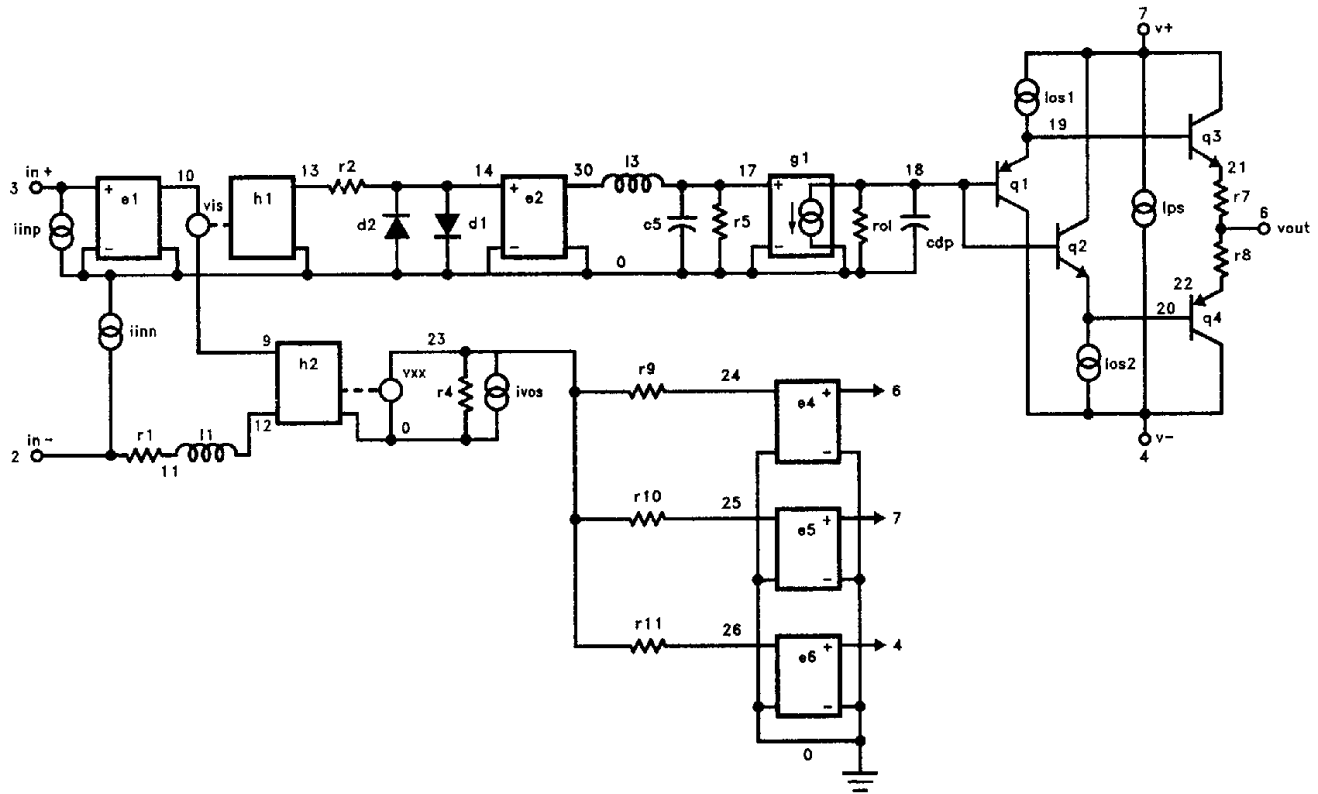 7
v+
Ios1
19
q3
21
in+
3
10
13
r2
14
30
l3
17
g1
18
+
e1
-
vis
h1
d2
d1
+
e2
-
c5
r5
+
-
rol
cdp
q1
q2
Ips
r7
6
vout
r8
iinp
0
22
20
q4
iinn
9
h2
23
vxx
r4
ivos
Ios2
v-
4
r9
24
e4
+
-
6
0
in-
2
r1
11
l1
12
r10
25
e5
+
-
7
r11
26
e6
+
-
4
0